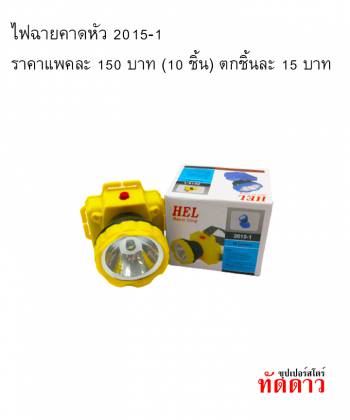 ไฟฉายคาดหัว 2015-1
ราคาแพคละ 150 บาท (10 ชิ้น) ตกชิ้นละ 15 บาท
HEL
2015-1
HEL
ซุปเปอร์สโตร์
ทัดดาว